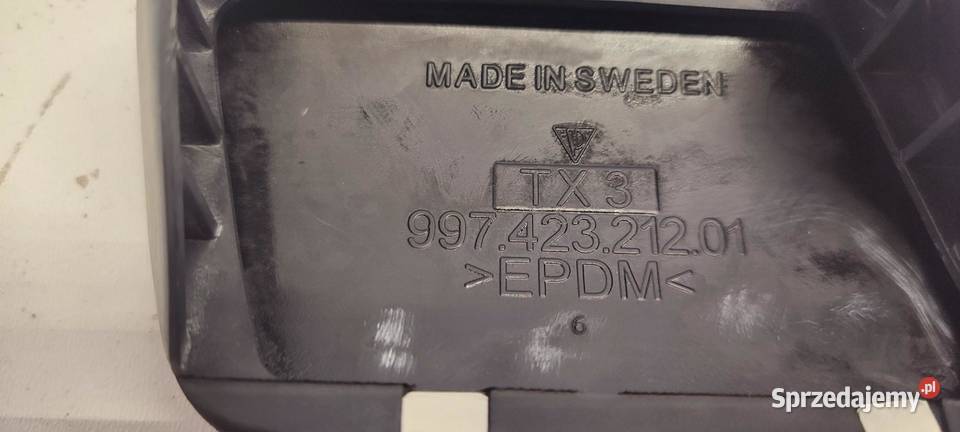 MADE IN SWEDEN
TX 3
997.423.212.01
>EPDM<
6
Sprzedajemy.pl